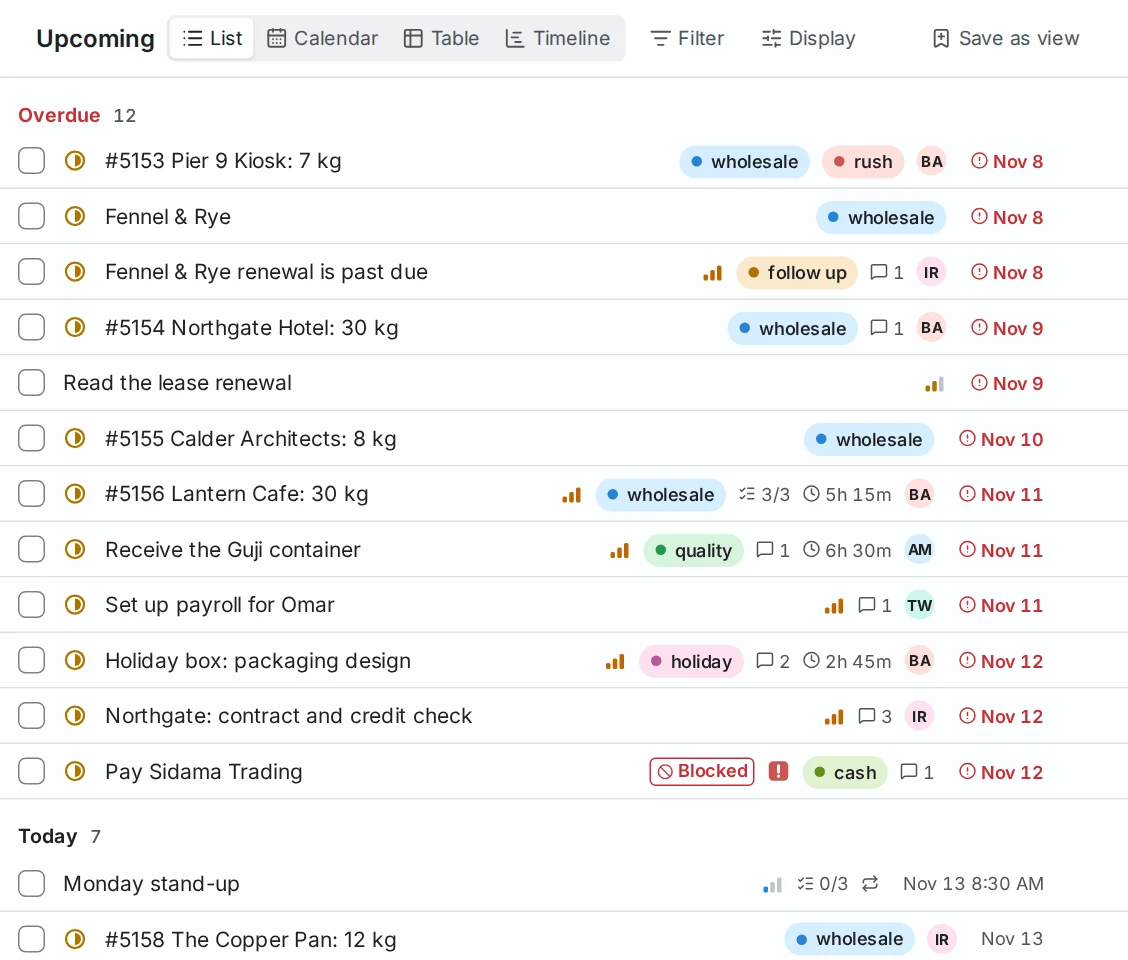 Upcoming List Calendar Table Timeline Filter Display Save as view
Overdue 12
#5153 Pier 9 Kiosk: 7 kg wholesale rush BA Nov 8
Fennel & Rye wholesale Nov 8
Fennel & Rye renewal is past due follow up 1 IR Nov 8
#5154 Northgate Hotel: 30 kg wholesale 1 BA Nov 9
Read the lease renewal Nov 9
#5155 Calder Architects: 8 kg wholesale Nov 10
#5156 Lantern Cafe: 30 kg wholesale 3/3 5h 15m BA Nov 11
Receive the Guji container quality 1 6h 30m AM Nov 11
Set up payroll for Omar 1 TW Nov 11
Holiday box: packaging design holiday 2 2h 45m BA Nov 12
Northgate: contract and credit check 3 IR Nov 12
Pay Sidama Trading Blocked cash 1 Nov 12
Today 7
Monday stand-up 0/3 Nov 13 8:30 AM
#5158 The Copper Pan: 12 kg wholesale IR Nov 13